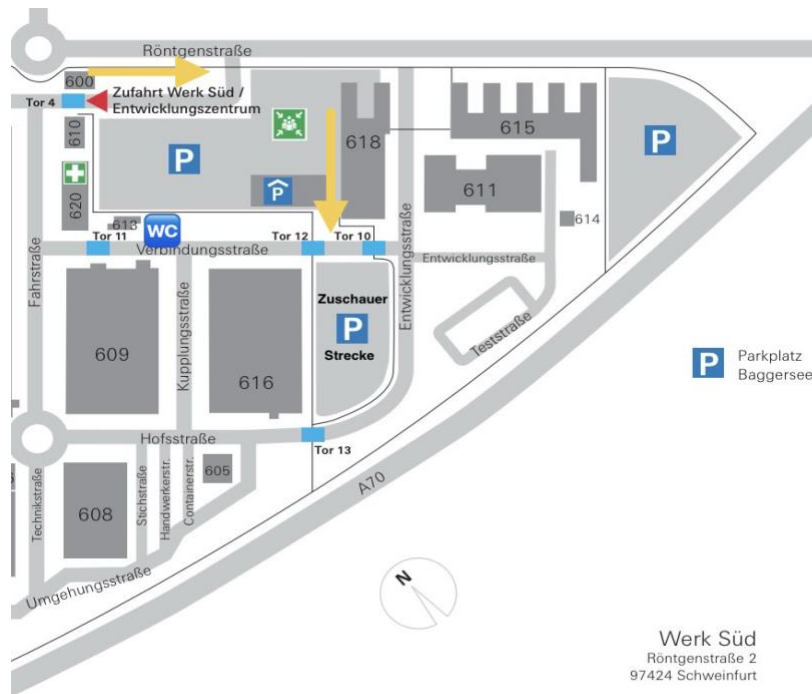 Röntgenstraße
600
Tor 4
Zufahrt Werk Süd /
Entwicklungszentrum
610
P
618
615
P
P
611
620
613
WC
614
Tor 11
Tor 12
Tor 10
Verbindungsstraße
Entwicklungsstraße
Entwicklungsstraße
Fahrstraße
Zuschauer
P
Strecke
Kupplungsstraße
609
616
Teststraße
P
Parkplatz
Baggersee
Hofsstraße
Tor 13
605
Technikstraße
608
Stichstraße
Handwerkerstr.
Containerstr.
A70
Umgehungsstraße
N
Werk Süd
Röntgenstraße 2
97424 Schweinfurt